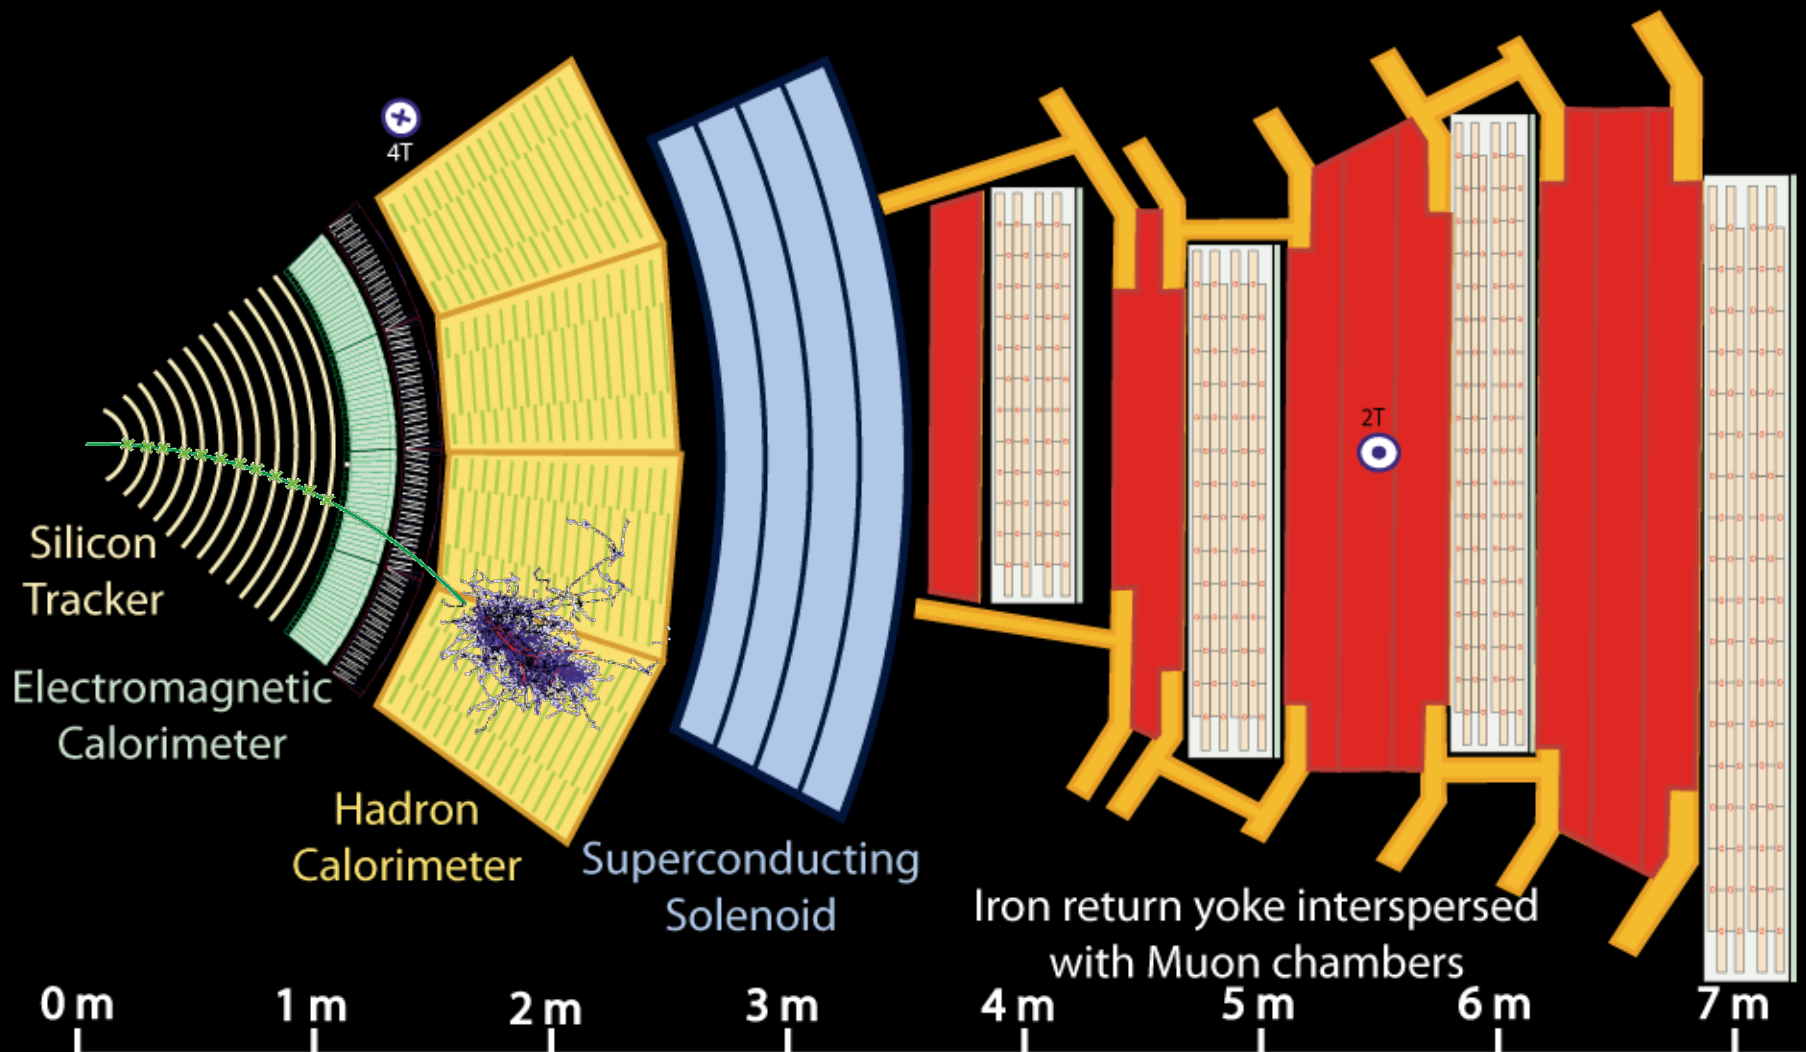 4T
2T
Silicon
Tracker
Electromagnetic
Calorimeter
Hadron
Calorimeter
Superconducting
Solenoid
Iron return yoke interspersed
with Muon chambers
0 m
1 m
2 m
3 m
4 m
5 m
6 m
7 m